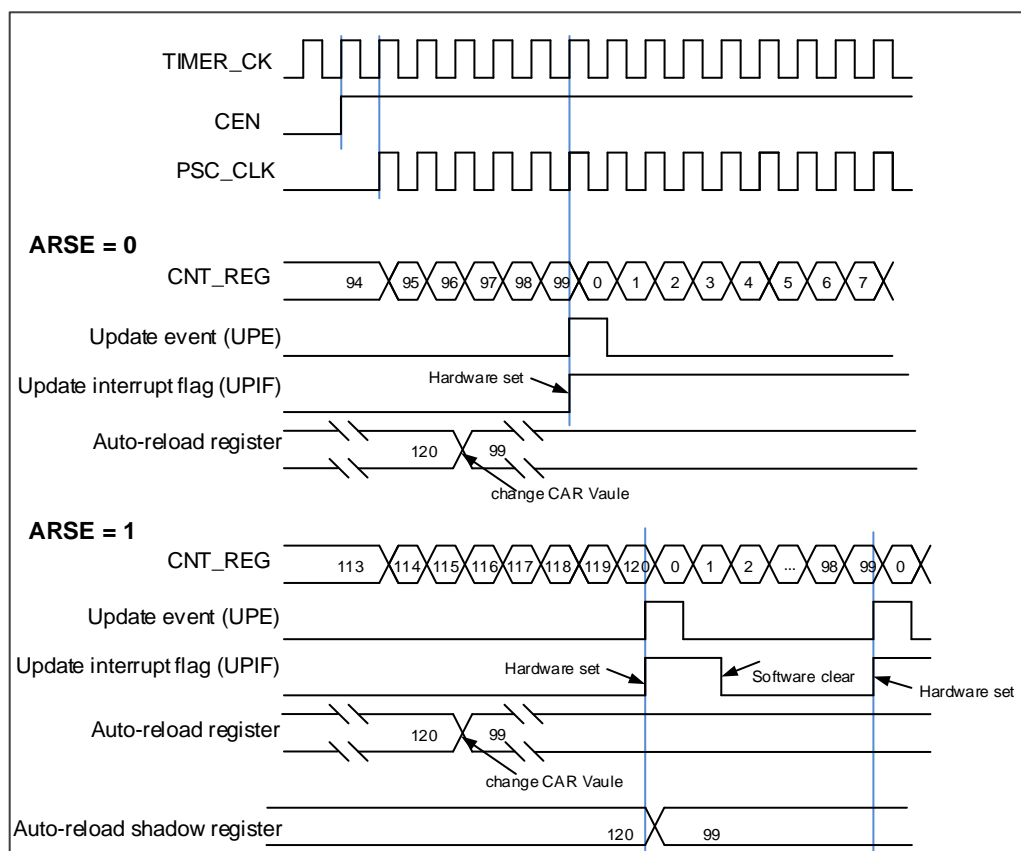 TIMER_CK
CEN
PSC_CLK
ARSE = 0
CNT_REG 94 95 96 97 98 99 0 1 2 3 4 5 6 7
Update event (UPE)
Update interrupt flag (UPIF) Hardware set
Auto-reload register 120 99
change CAR Vaule
ARSE = 1
CNT_REG 113 114 115 116 117 118 119 120 0 1 2 ... 98 99 0
Update event (UPE)
Update interrupt flag (UPIF) Hardware set Software clear Hardware set
Auto-reload register 120 99
change CAR Vaule
Auto-reload shadow register 120 99